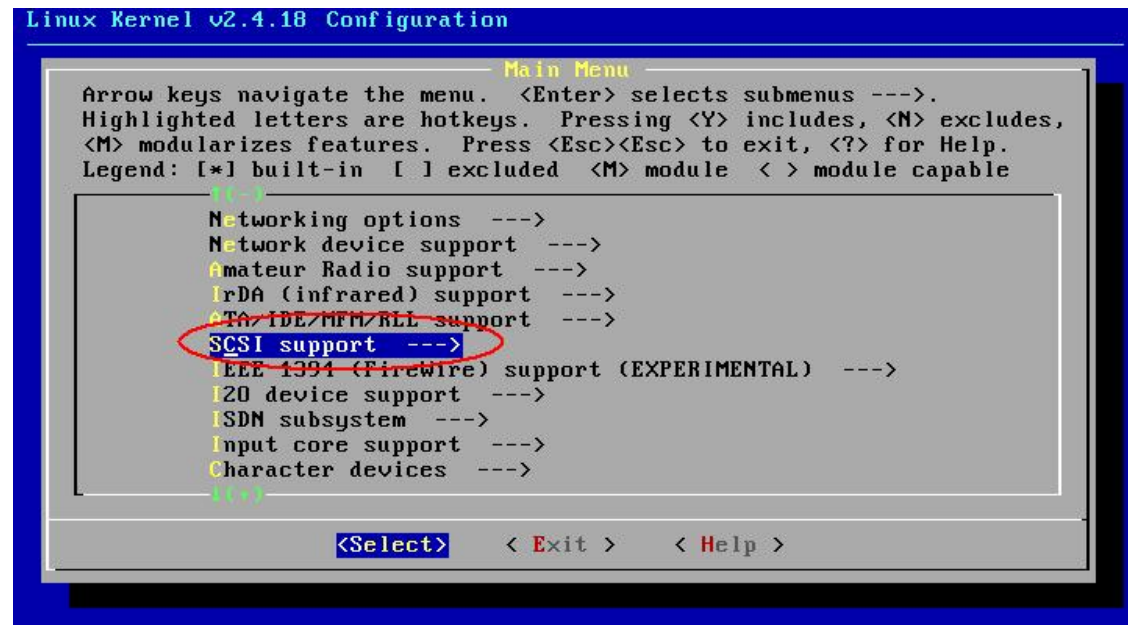 Linux Kernel v2.4.18 Configuration
Main Menu
Arrow keys navigate the menu.  <Enter> selects submenus --->.
Highlighted letters are hotkeys.  Pressing <Y> includes, <N> excludes,
<M> modularizes features.  Press <Esc><Esc> to exit, <?> for Help.
Legend: [*] built-in  [ ] excluded  <M> module  < > module capable
↑(-)
Networking options  --->
Network device support  --->
Amateur Radio support  --->
IrDA (infrared) support  --->
ATA/IDE/MFM/RLL support  --->
SCSI support  --->
IEEE 1394 (FireWire) support (EXPERIMENTAL)  --->
I2O device support  --->
ISDN subsystem  --->
Input core support  --->
Character devices  --->
↓(+)
<Select>    < Exit >    < Help >